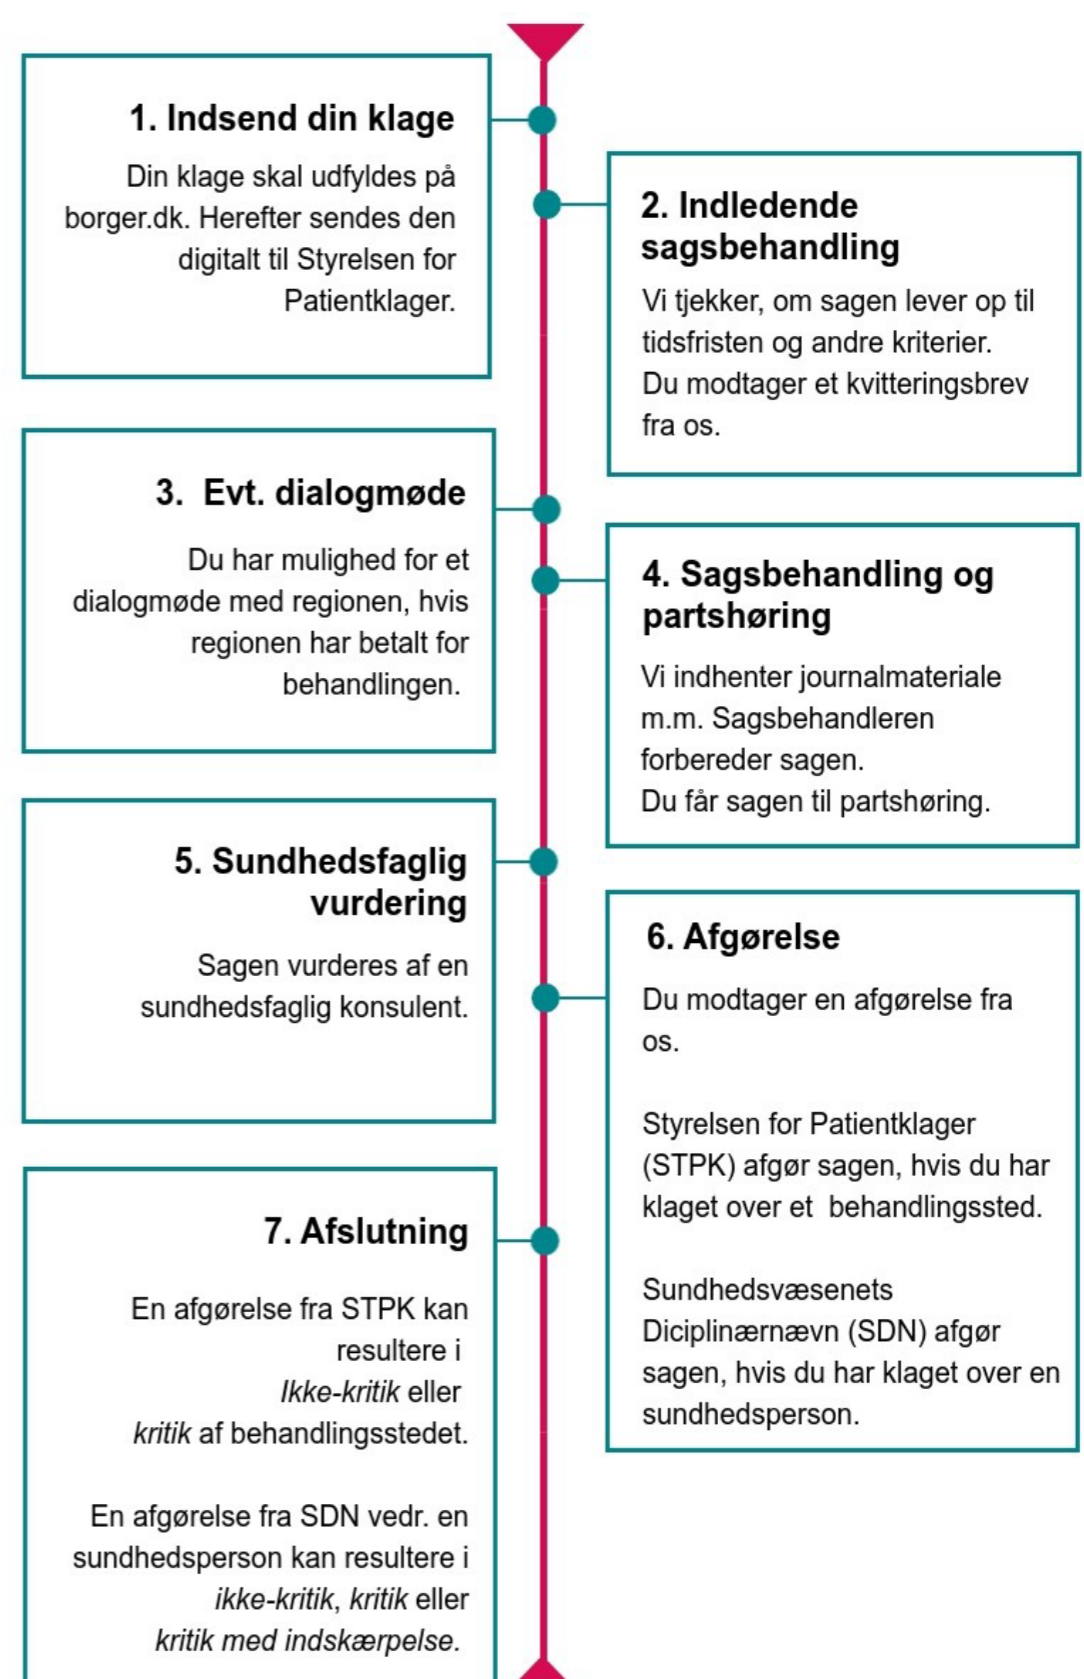 1. Indsend din klage
Din klage skal udfyldes på
borger.dk. Herefter sendes den
digitalt til Styrelsen for
Patientklager.
2. Indledende
sagsbehandling
Vi tjekker, om sagen lever op til
tidsfristen og andre kriterier.
Du modtager et kvitteringsbrev
fra os.
3. Evt. dialogmøde
Du har mulighed for et
dialogmøde med regionen, hvis
regionen har betalt for
behandlingen.
4. Sagsbehandling og
partshøring
Vi indhenter journalmateriale
m.m. Sagsbehandleren
forbereder sagen.
Du får sagen til partshøring.
5. Sundhedsfaglig
vurdering
Sagen vurderes af en
sundhedsfaglig konsulent.
6. Afgørelse
Du modtager en afgørelse fra
os.
Styrelsen for Patientklager
(STPK) afgør sagen, hvis du har
klaget over et behandlingssted.
Sundhedsvæsenets
Diciplinærnævn (SDN) afgør
sagen, hvis du har klaget over en
sundhedsperson.
7. Afslutning
En afgørelse fra STPK kan
resultere i
Ikke-kritik eller
kritik af behandlingsstedet.
En afgørelse fra SDN vedr. en
sundhedsperson kan resultere i
ikke-kritik, kritik eller
kritik med indskærpelse.